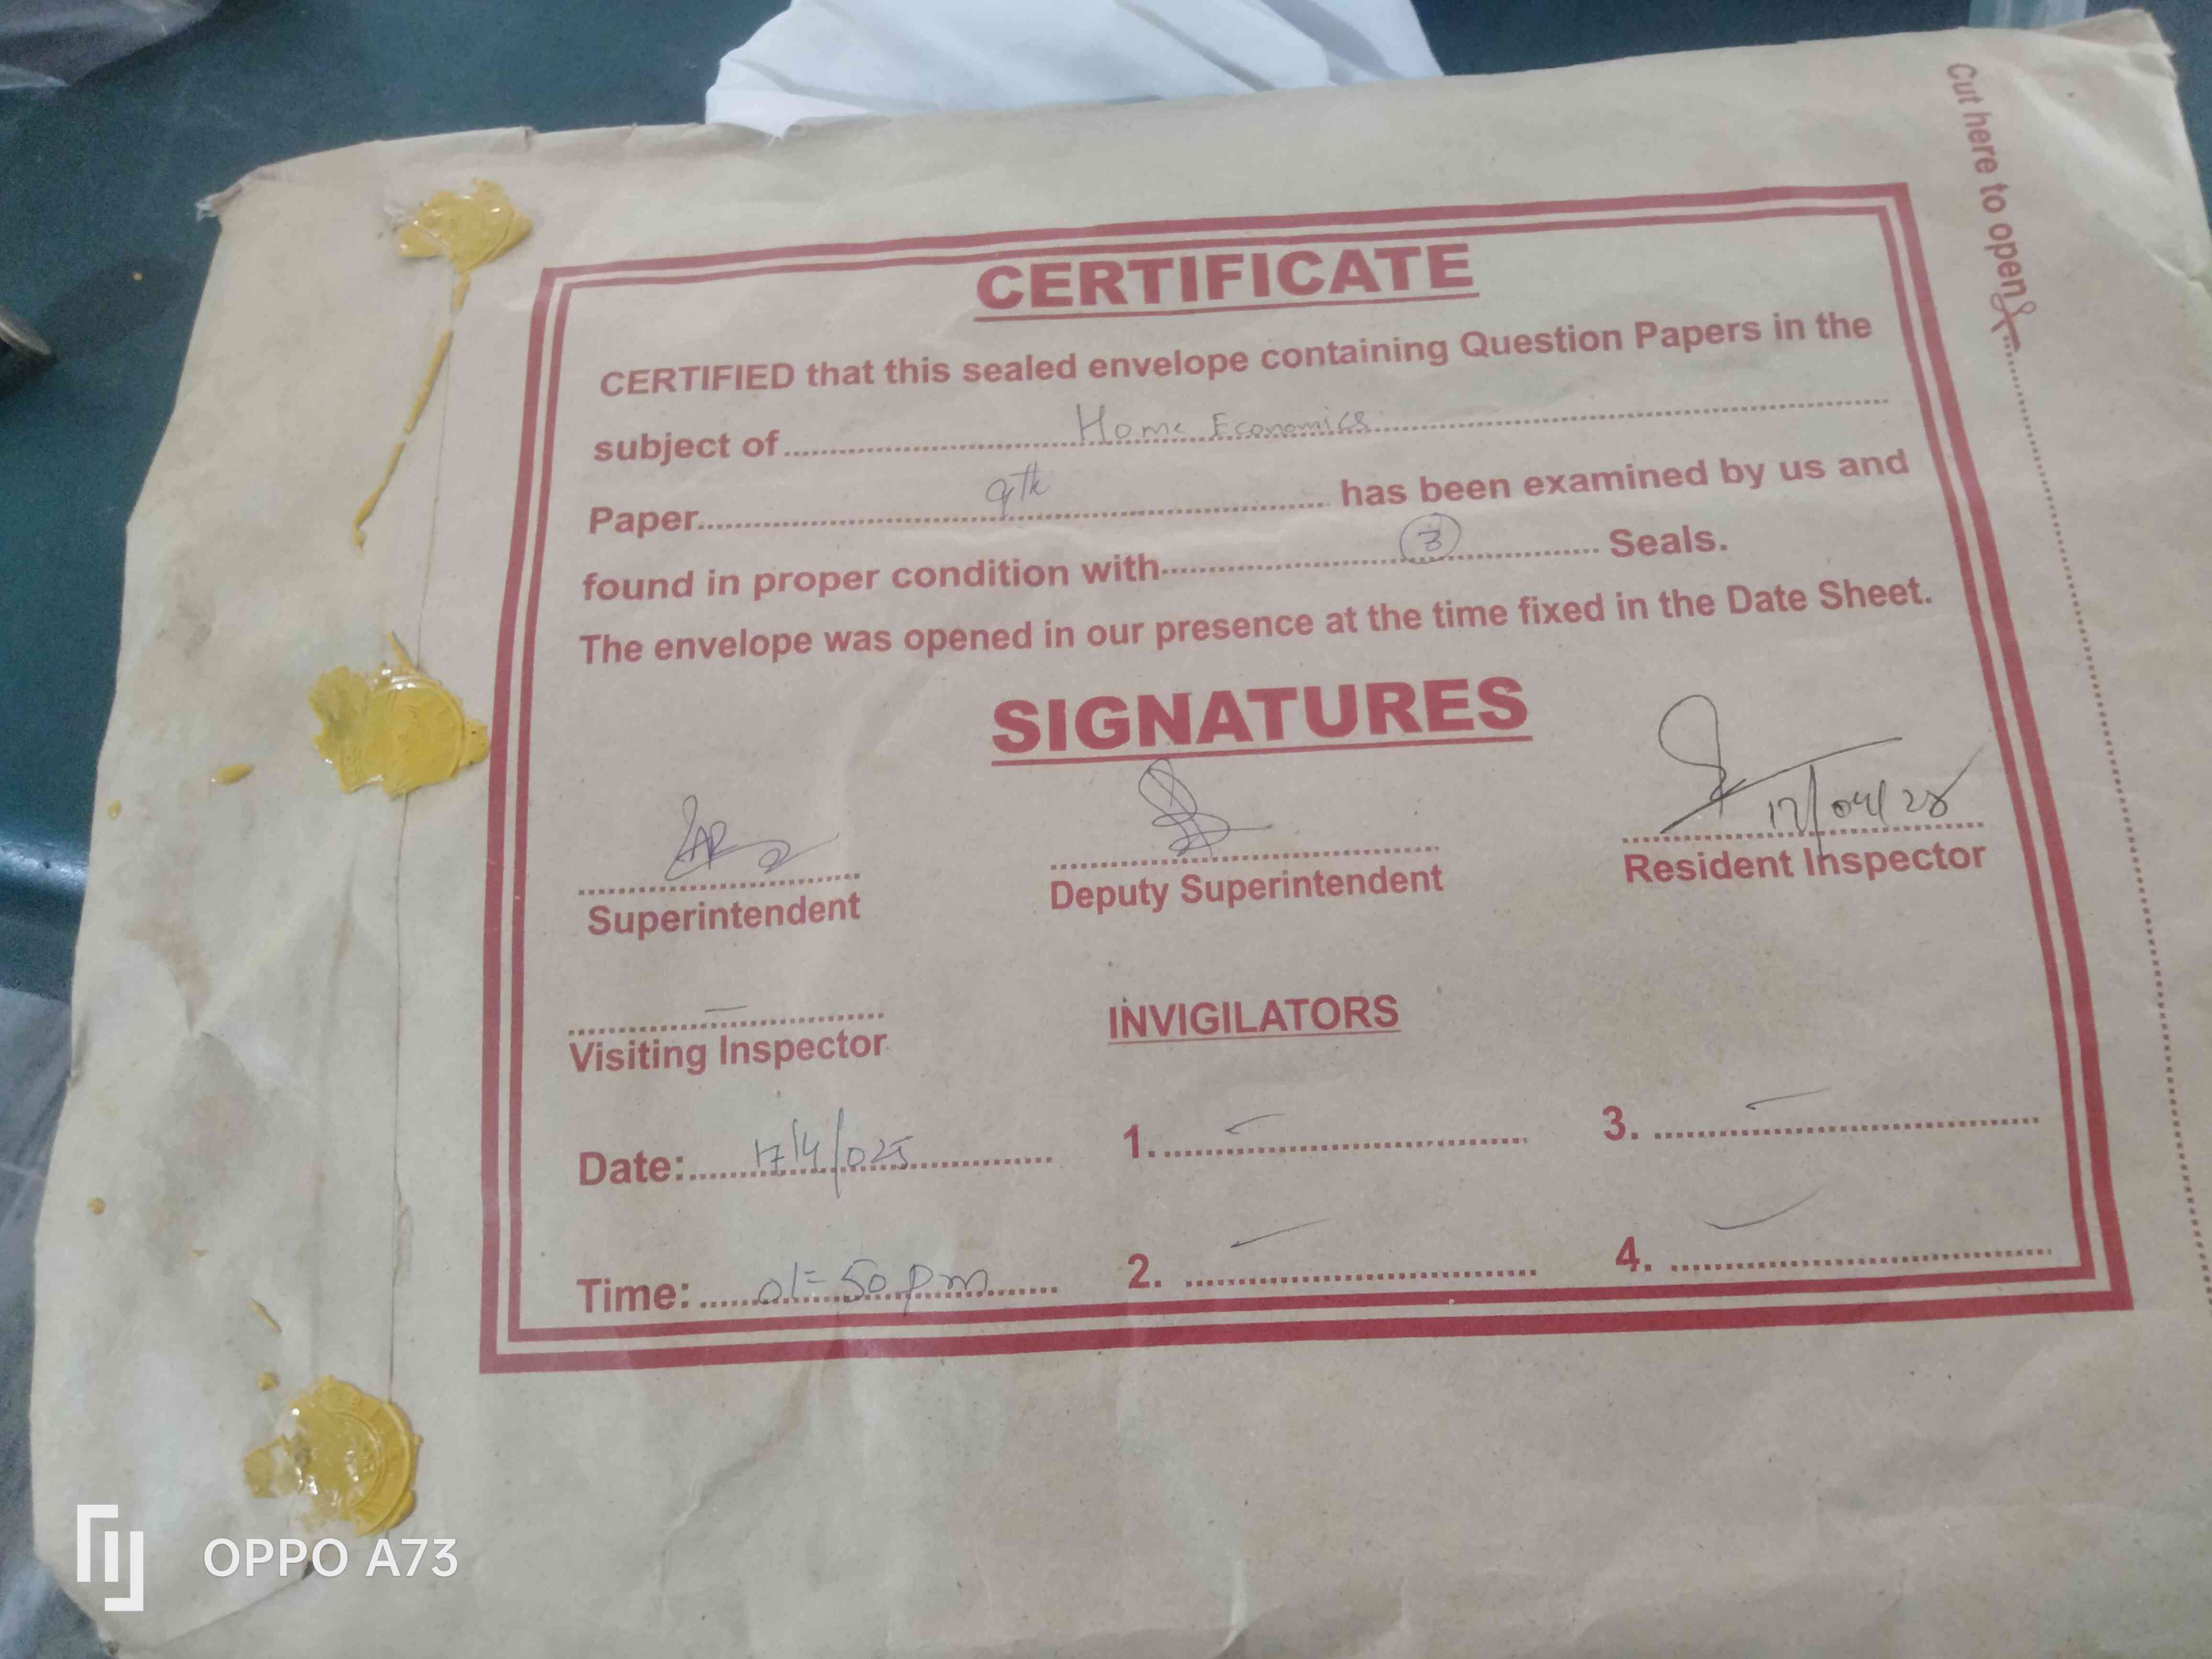 Cut here to open
CERTIFICATE
CERTIFIED that this sealed envelope containing Question Papers in the
subject of Home Economics
Paper 9th has been examined by us and
found in proper condition with 3 Seals.
The envelope was opened in our presence at the time fixed in the Date Sheet.
SIGNATURES
17/04/25
Superintendent Deputy Superintendent Resident Inspector
Visiting Inspector INVIGILATORS
Date: 17/4/025 1. 3.
Time: 01=50 pm 2. 4.
OPPO A73